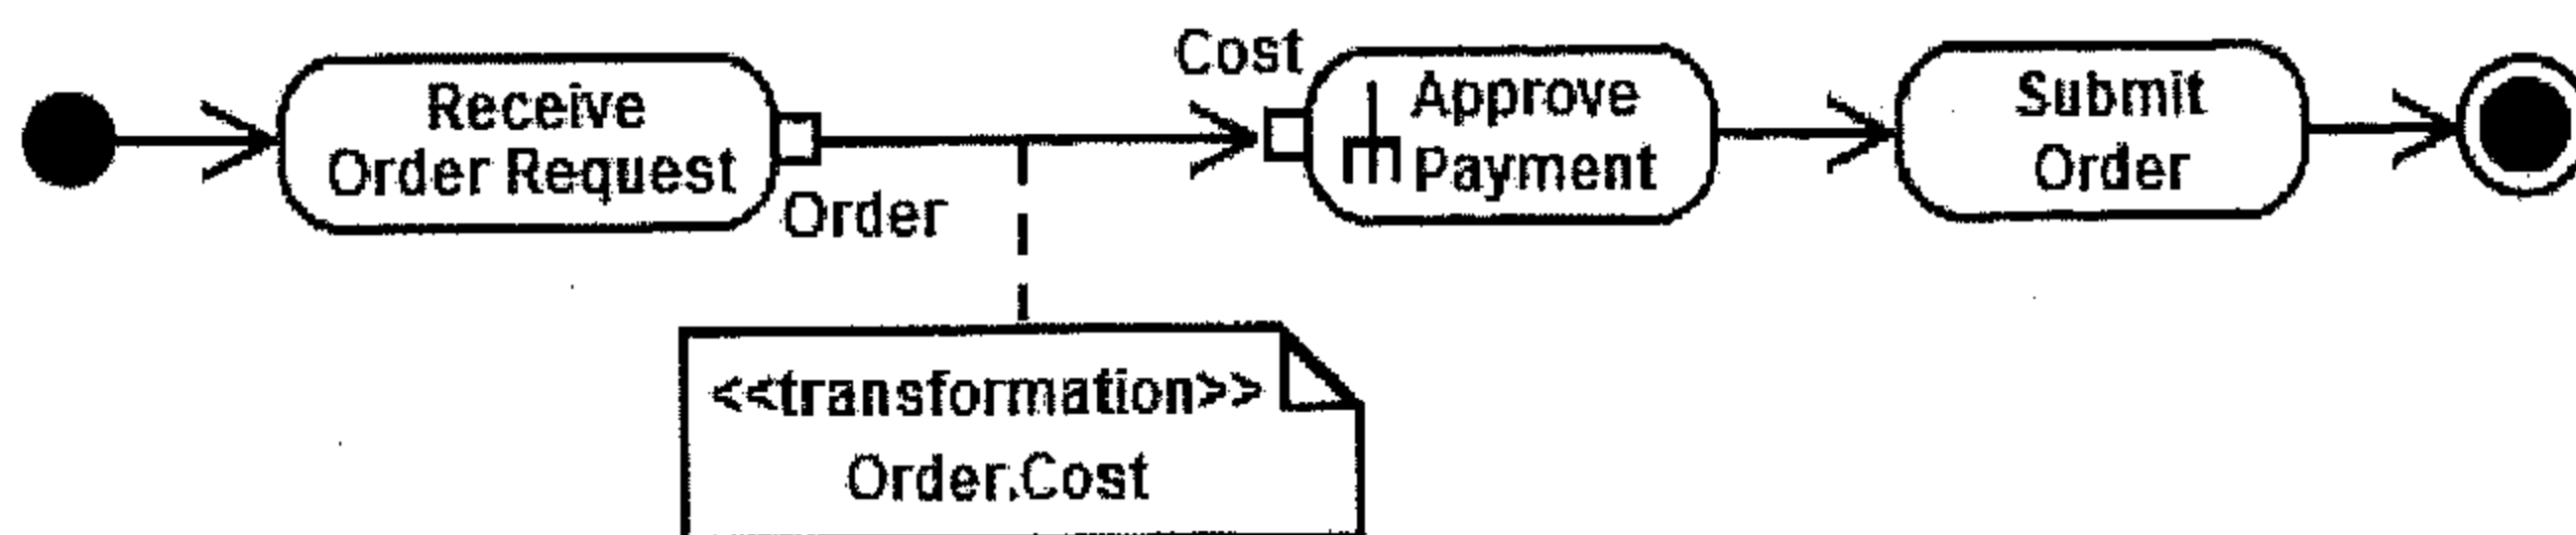 Receive
Order Request
Order
Cost
Approve
Payment
Submit
Order
<<transformation>>
Order.Cost